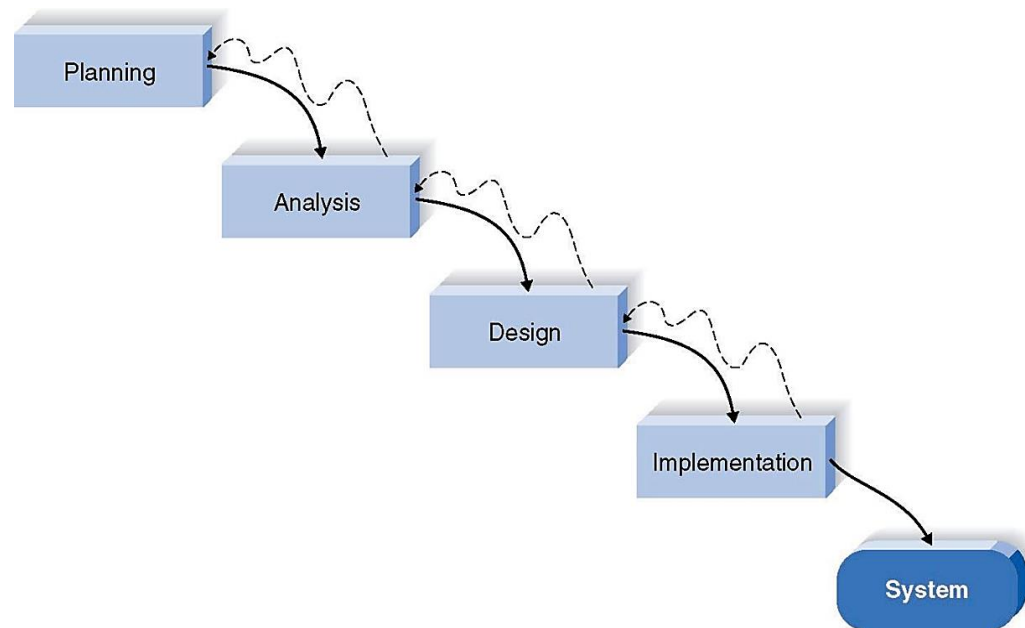 Planning
Analysis
Design
Implementation
System